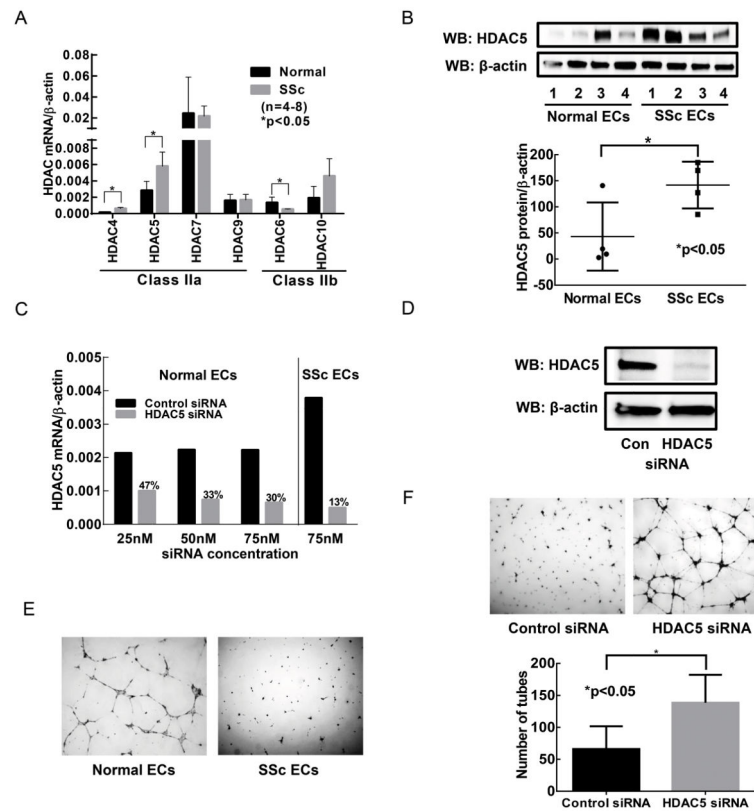 A
HDAC mRNA/β-actin
0.08
0.06
0.04
0.02
0.006
0.004
0.002
0.000
Normal
SSc
(n=4-8)
*p<0.05
*
*
*
HDAC4
HDAC5
HDAC7
HDAC9
HDAC6
HDAC10
Class IIa
Class IIb
B
WB: HDAC5
WB: β-actin
1 2 3 4 1 2 3 4
Normal ECs SSc ECs
HDAC5 protein/β-actin
200
150
100
50
0
-50
*
*p<0.05
Normal ECs SSc ECs
C
HDAC5 mRNA/β-actin
0.005
0.004
0.003
0.002
0.001
0.000
Normal ECs
SSc ECs
Control siRNA
HDAC5 siRNA
47%
33%
30%
13%
25nM 50nM 75nM 75nM
siRNA concentration
D
WB: HDAC5
WB: β-actin
Con HDAC5
siRNA
E
Normal ECs SSc ECs
F
Control siRNA HDAC5 siRNA
Number of tubes
200
150
100
50
0
*
*p<0.05
Control siRNA HDAC5 siRNA